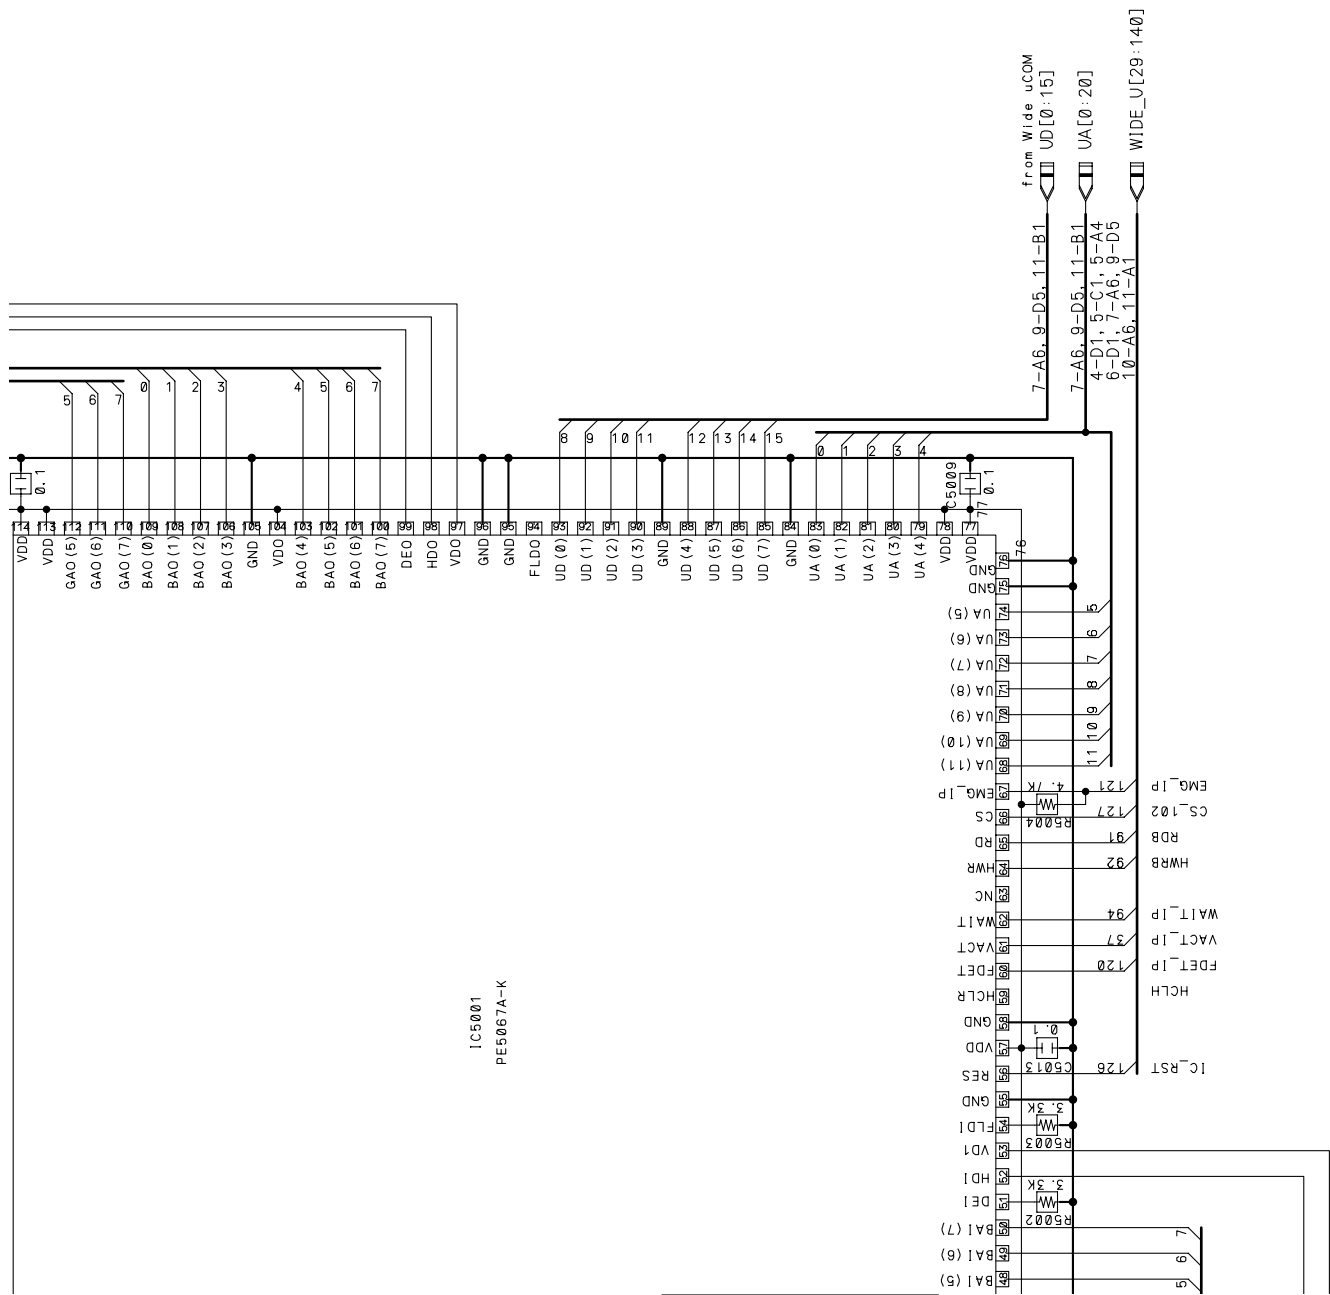 from Wide uCOM
UD[0:15]
UA[0:20]
WIDE_U[29:140]
7-A6, 9-D5, 11-B1
7-A6, 9-D5, 11-B1
4-D1, 5-C1, 5-A4
6-D1, 7-A6, 9-D5
10-A6, 11-A1
5 6 7 0 1 2 3 4 5 6 7
8 9 10 11 12 13 14 15
0 1 2 3 4
0.1
C5009
0.1
77
114 113 112 111 110 109 108 107 106 105 104 103 102 101 100 99 98 97 96 95 94 93 92 91 90 89 88 87 86 85 84 83 82 81 80 79 78 77
VDD
VDD
GAO(5)
GAO(6)
GAO(7)
BAO(0)
BAO(1)
BAO(2)
BAO(3)
GND
VDO
BAO(4)
BAO(5)
BAO(6)
BAO(7)
DEO
HDO
VDO
GND
GND
FLDO
UD(0)
UD(1)
UD(2)
UD(3)
GND
UD(4)
UD(5)
UD(6)
UD(7)
GND
UA(0)
UA(1)
UA(2)
UA(3)
UA(4)
VDD
VDD
76
GND 76
GND 75
UA(5) 74 5
UA(6) 73 6
UA(7) 72 7
UA(8) 71 8
UA(9) 70 9
UA(10) 69 10
UA(11) 68 11
EMG_IP 67 4.7K 121 EMG_IP
CS 66 R5004 127 CS_102
RD 65 91 RDB
HWR 64 92 HWRB
NC 63
WAIT 62 94 WAIT_IP
VACT 61 37 VACT_IP
FDET 60 120 FDET_IP
HCLR 59 HCLH
GND 58
VDD 57 0.1
RES 56 C5013 126 IC_RST
GND 55
FLDI 54 3.3K
VD1 53 R5003
HDI 52
DEI 51 3.3K
BAI(7) 50 R5002 7
BAI(6) 49 6
BAI(5) 48 5
IC5001
PE5067A-K